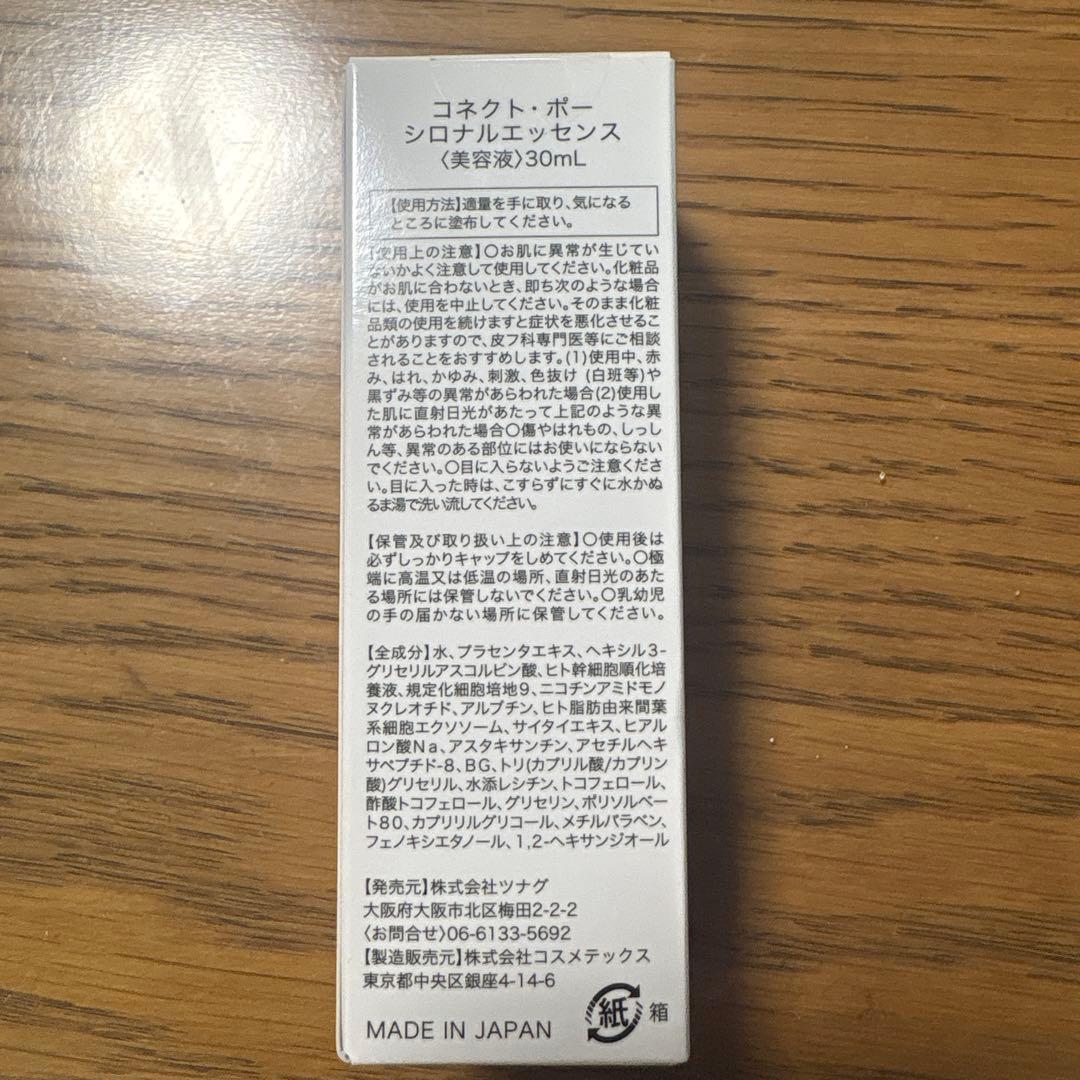 コネクト・ポー
シロナルエッセンス
〈美容液〉30mL
【使用方法】適量を手に取り、気になる
ところに塗布してください。
【使用上の注意】〇お肌に異常が生じてい
ないかよく注意して使用してください。化粧品
がお肌に合わないとき、即ち次のような場合
には、使用を中止してください。そのまま化粧
品類の使用を続けますと症状を悪化させるこ
とがありますので、皮フ科専門医等にご相談
されることをおすすめします。(1)使用中、赤
み、はれ、かゆみ、刺激、色抜け (白班等)や
黒ずみ等の異常があらわれた場合(2)使用し
た肌に直射日光があたって上記のような異
常があらわれた場合〇傷やはれもの、しっし
ん等、異常のある部位にはお使いにならない
でください。〇目に入らないようご注意くださ
い。目に入った時は、こすらずにすぐに水かぬ
るま湯で洗い流してください。
【保管及び取り扱い上の注意】〇使用後は
必ずしっかりキャップをしめてください。〇極
端に高温又は低温の場所、直射日光のあた
る場所には保管しないでください。〇乳幼児
の手の届かない場所に保管してください。
【全成分】水、プラセンタエキス、ヘキシル3-
グリセリルアスコルビン酸、ヒト幹細胞順化培
養液、規定化細胞培地9、ニコチンアミドモノ
ヌクレオチド、アルブチン、ヒト脂肪由来間葉
系細胞エクソソーム、サイタイエキス、ヒアル
ロン酸Na、アスタキサンチン、アセチルヘキ
サペプチド-8、BG、トリ(カプリル酸/カプリン
酸)グリセリル、水添レシチン、トコフェロール、
酢酸トコフェロール、グリセリン、ポリソルベー
ト80、カプリリルグリコール、メチルパラベン、
フェノキシエタノール、1,2-ヘキサンジオール
【発売元】株式会社ツナグ
大阪府大阪市北区梅田2-2-2
〈お問合せ〉06-6133-5692
【製造販売元】株式会社コスメテックス
東京都中央区銀座4-14-6
MADE IN JAPAN 紙 箱